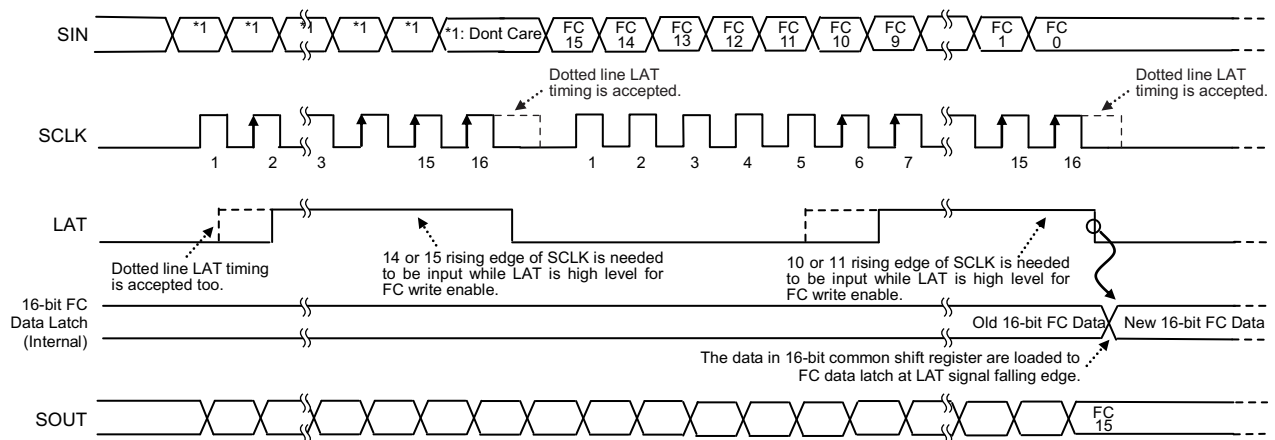 SIN
*1 *1 *1 *1 *1 *1: Dont Care FC 15 FC 14 FC 13 FC 12 FC 11 FC 10 FC 9 FC 1 FC 0
Dotted line LAT
timing is accepted.
Dotted line LAT
timing is accepted.
SCLK
1 2 3 15 16 1 2 3 4 5 6 7 15 16
LAT
Dotted line LAT timing
is accepted too.
14 or 15 rising edge of SCLK is needed
to be input while LAT is high level for
FC write enable.
10 or 11 rising edge of SCLK is needed
to be input while LAT is high level for
FC write enable.
16-bit FC
Data Latch
(Internal)
Old 16-bit FC Data New 16-bit FC Data
The data in 16-bit common shift register are loaded to
FC data latch at LAT signal falling edge.
SOUT
FC
15